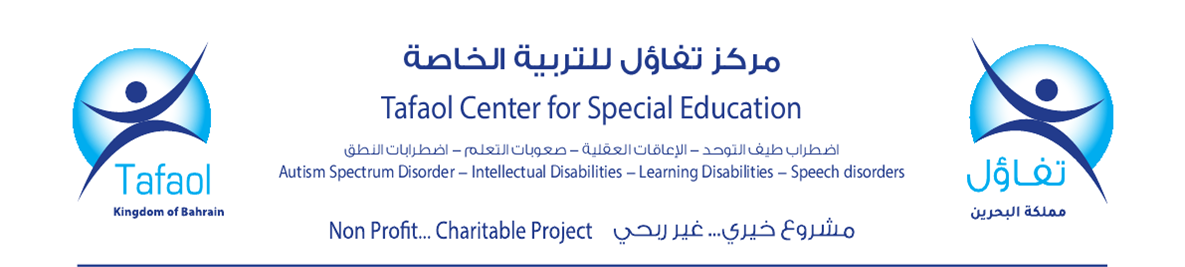 مركز تفاؤل للتربية الخاصة
Tafaol Center for Special Education
اضطراب طيف التوحد – الإعاقات العقلية – صعوبات التعلم – اضطرابات النطق
Autism Spectrum Disorder – Intellectual Disabilities – Learning Disabilities – Speech disorders
Non Profit... Charitable Project مشروع خيري... غير ربحي
Tafaol
Kingdom of Bahrain
تفاؤل
مملكة البحرين